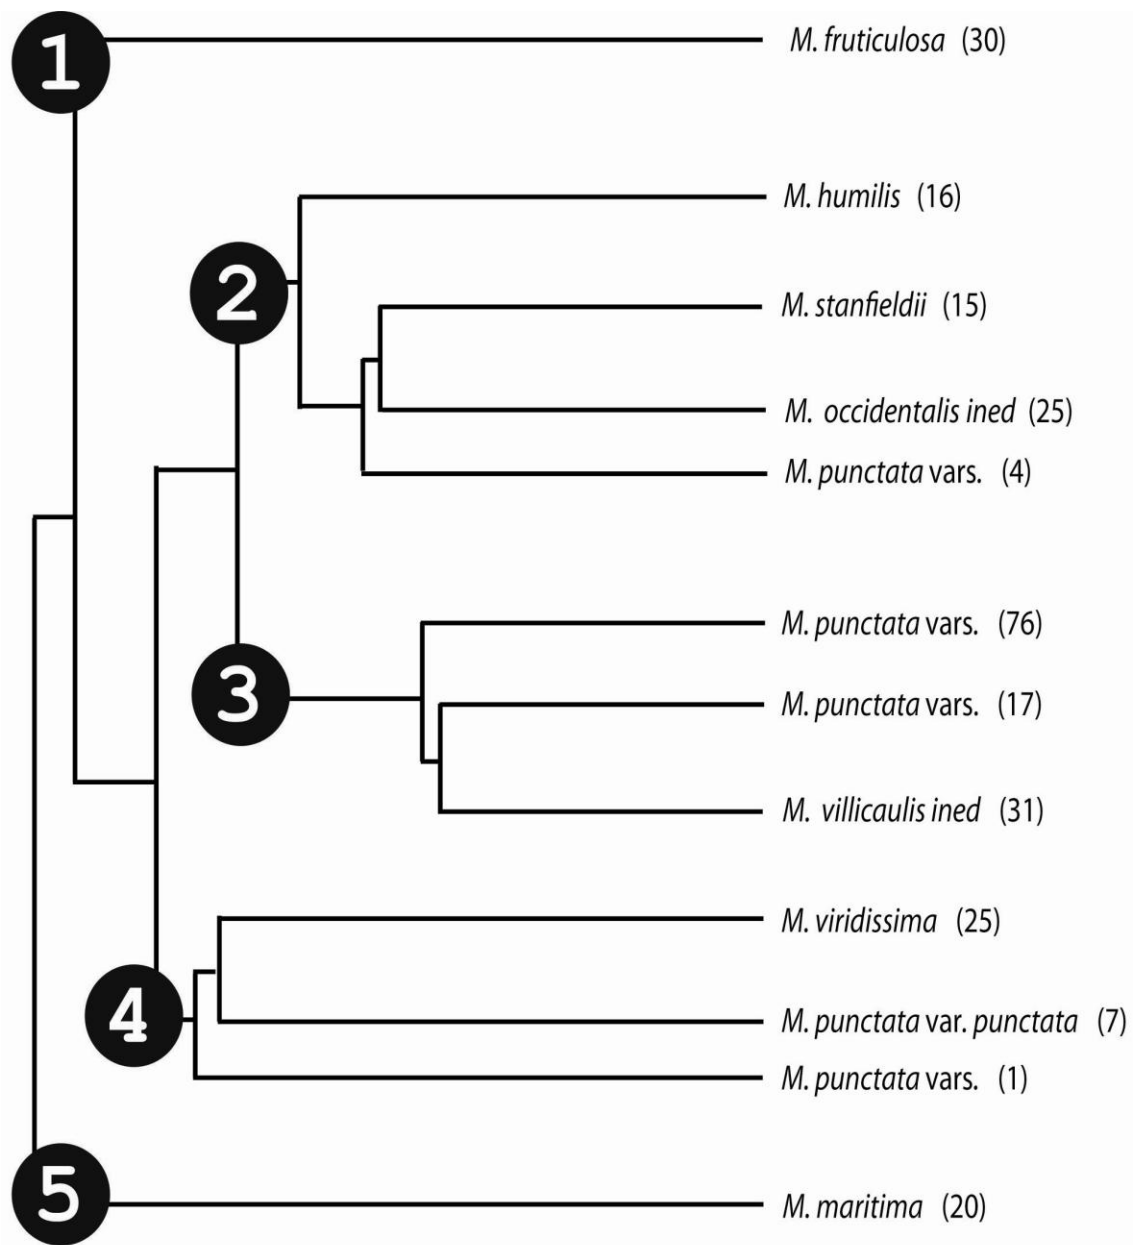 1
M. fruticulosa (30)
M. humilis (16)
2
M. stanfieldii (15)
M. occidentalis ined (25)
M. punctata vars. (4)
M. punctata vars. (76)
3
M. punctata vars. (17)
M. villicaulis ined (31)
M. viridissima (25)
4
M. punctata var. punctata (7)
M. punctata vars. (1)
5
M. maritima (20)